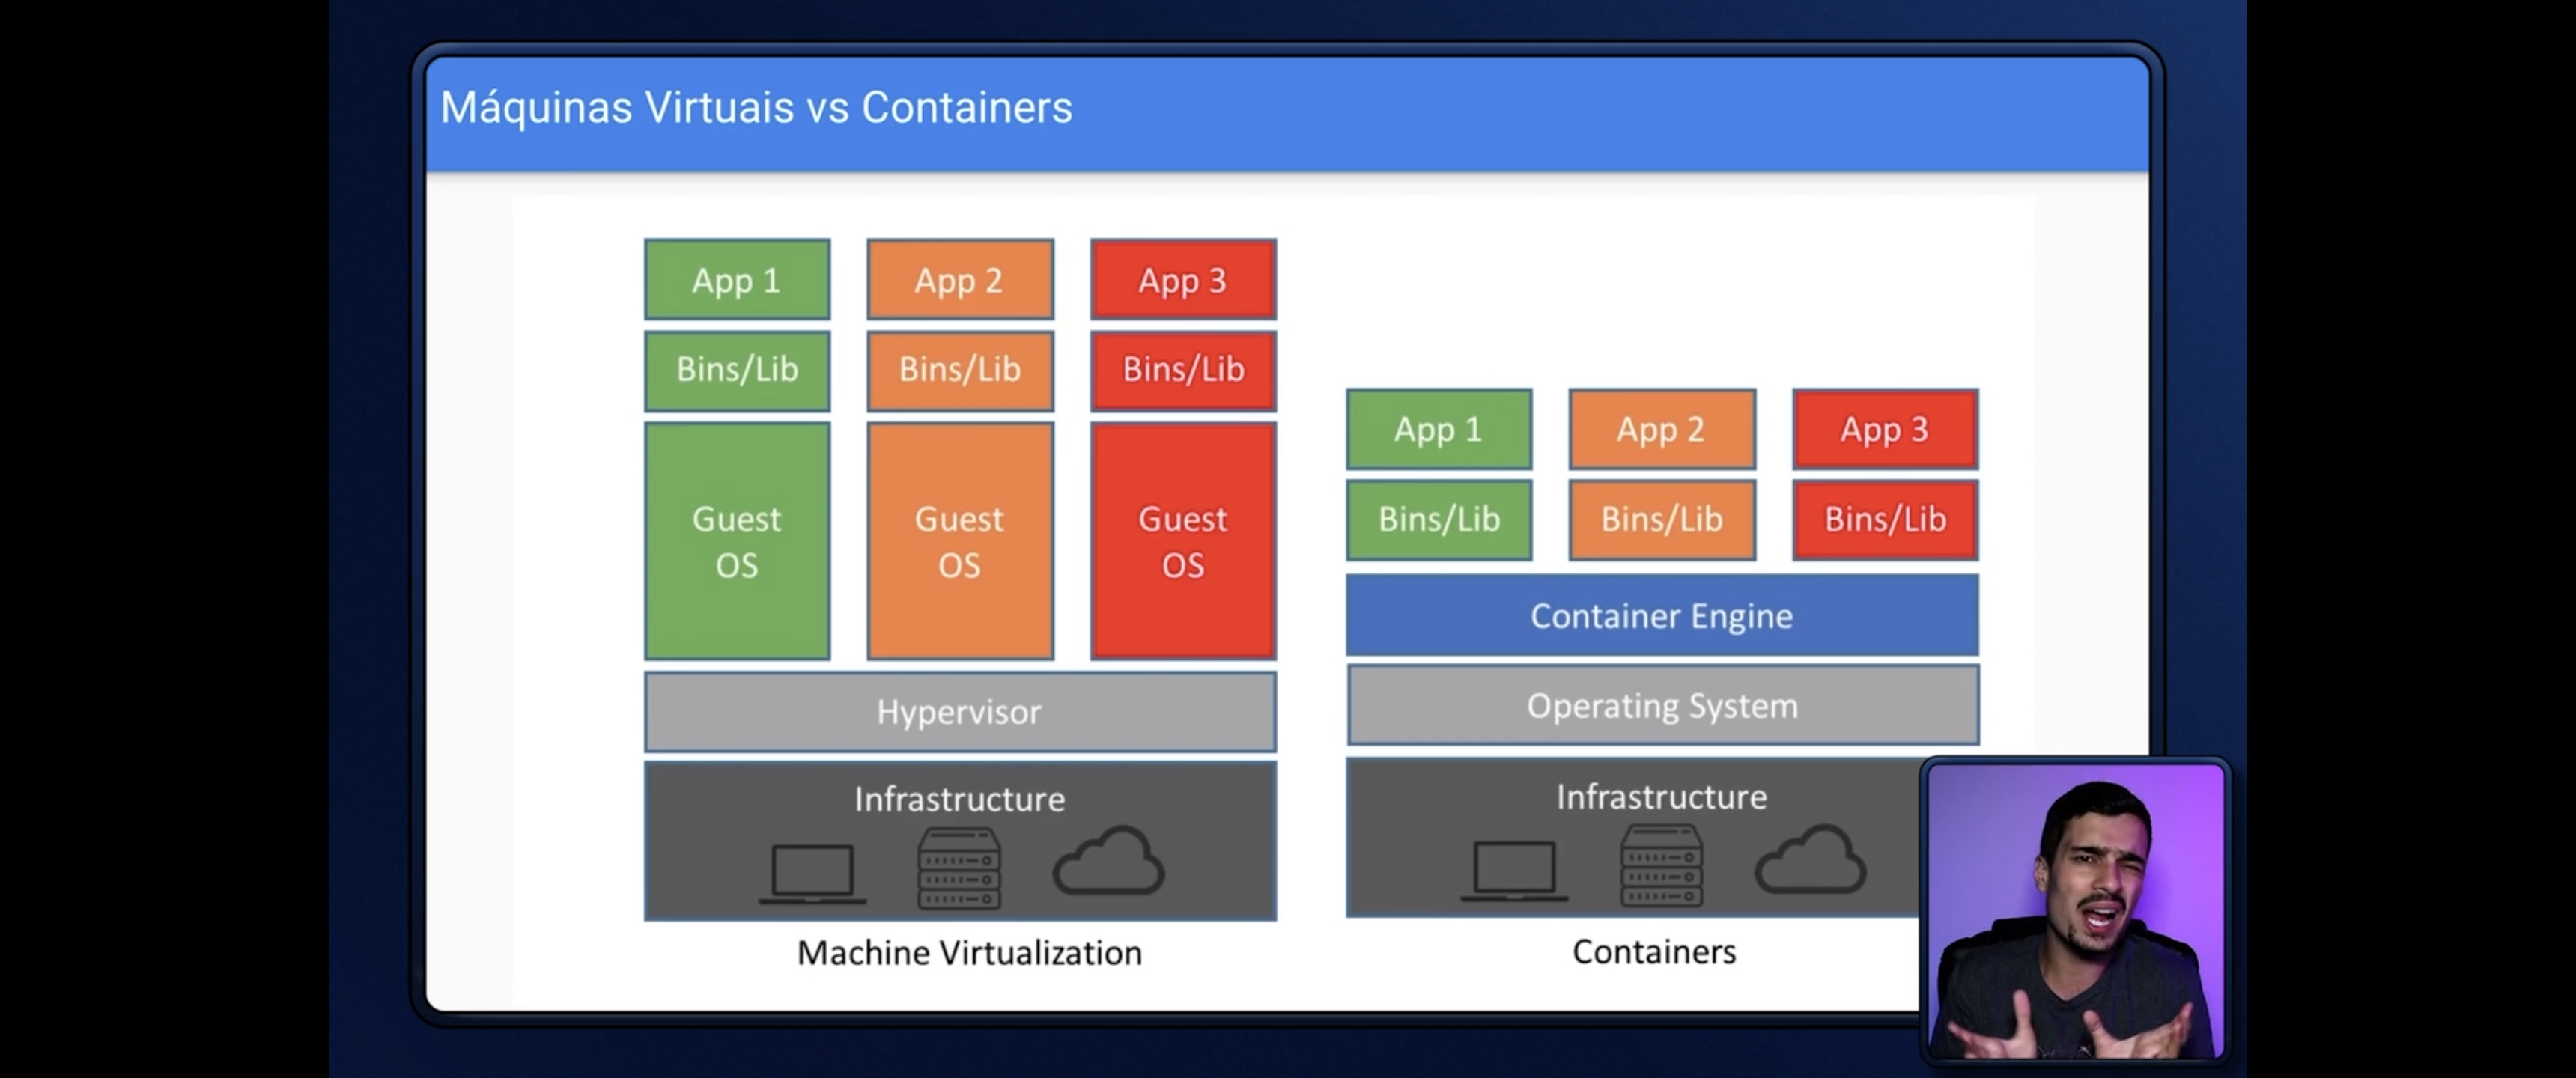 Máquinas Virtuais vs Containers
App 1
App 2
App 3
Bins/Lib
Bins/Lib
Bins/Lib
Guest
OS
Guest
OS
Guest
OS
Hypervisor
Infrastructure
Machine Virtualization
App 1
App 2
App 3
Bins/Lib
Bins/Lib
Bins/Lib
Container Engine
Operating System
Infrastructure
Containers